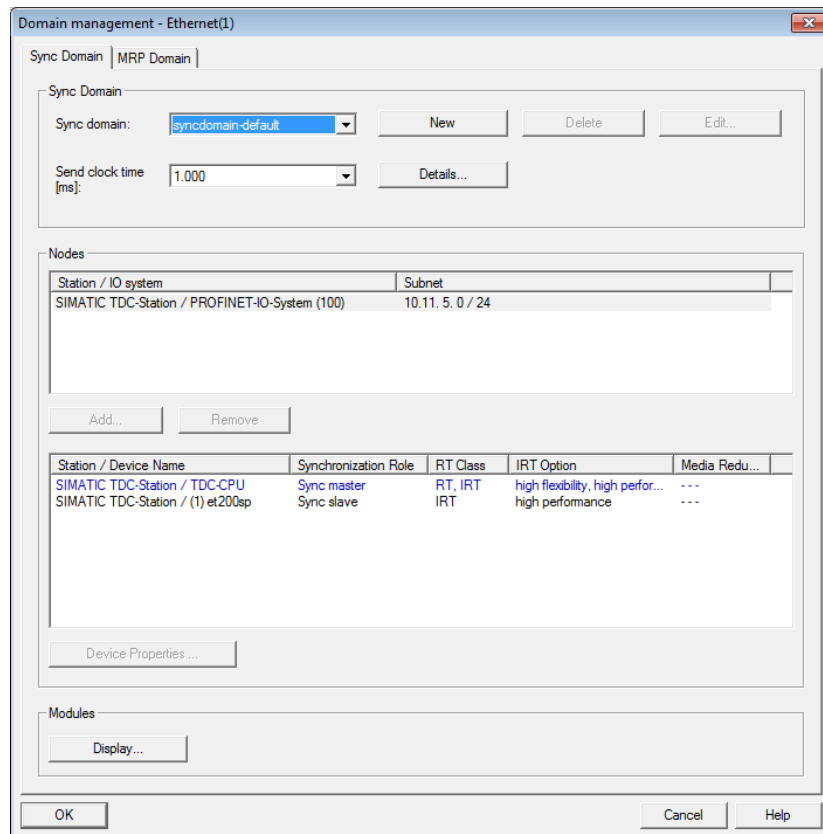 Domain management - Ethernet(1)
Sync Domain MRP Domain
Sync Domain
Sync domain: syncdomain-default New Delete Edit...
Send clock time
[ms]: 1.000 Details...
Nodes
Station / IO system Subnet
SIMATIC TDC-Station / PROFINET-IO-System (100) 10.11. 5. 0 / 24
Add... Remove
Station / Device Name Synchronization Role RT Class IRT Option Media Redu...
SIMATIC TDC-Station / TDC-CPU Sync master RT, IRT high flexibility, high perfor... ---
SIMATIC TDC-Station / (1) et200sp Sync slave IRT high performance ---
Device Properties ...
Modules
Display...
OK Cancel Help